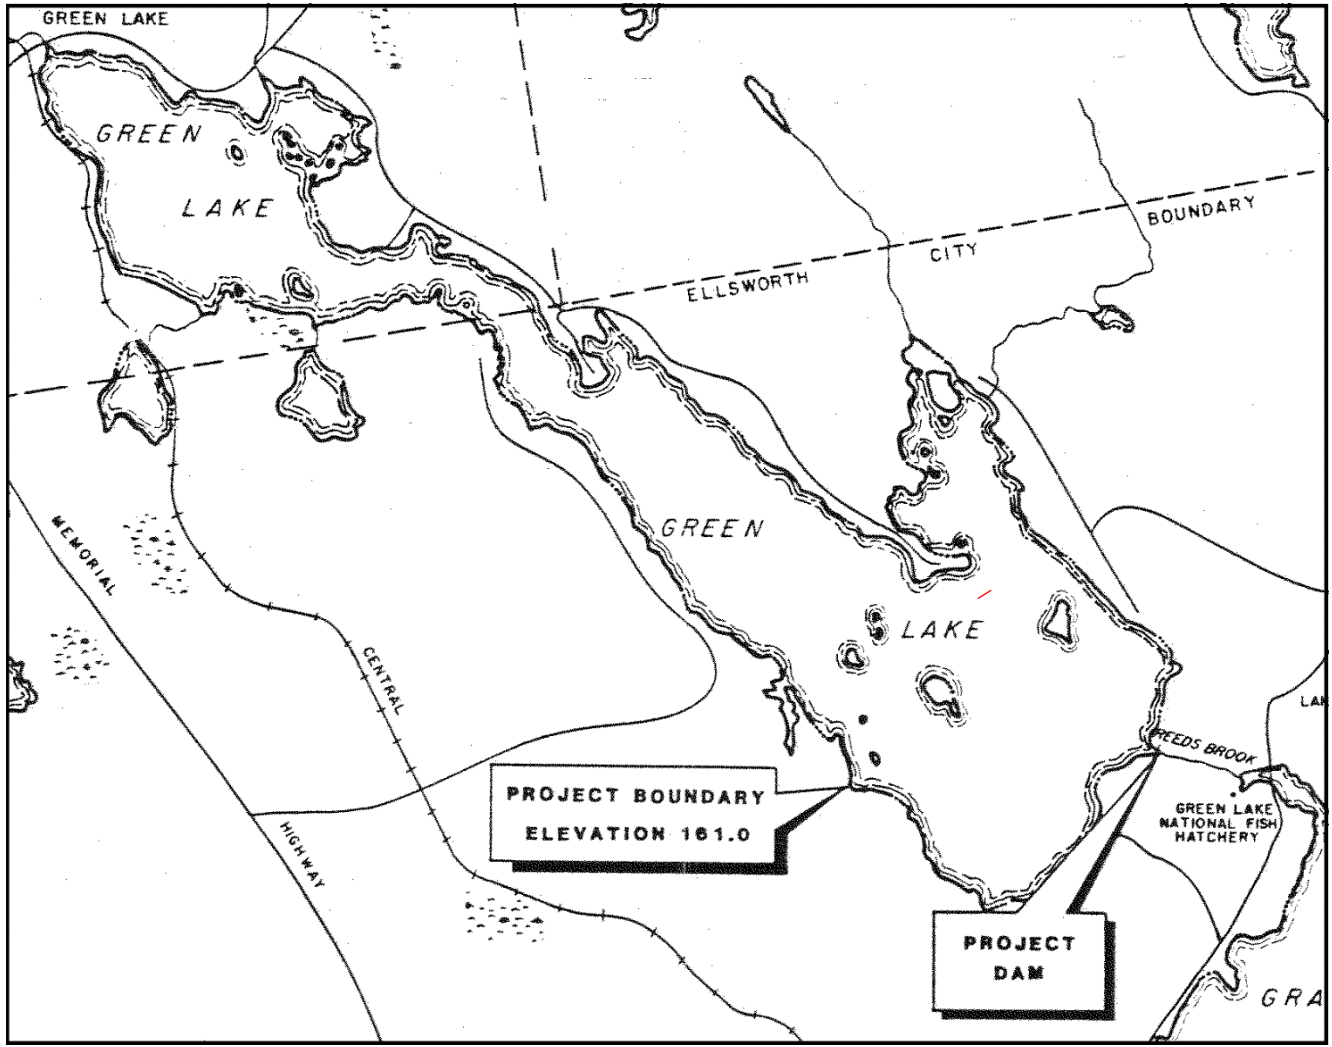 GREEN LAKE
GREEN
LAKE
BOUNDARY
CITY
ELLSWORTH
MEMORIAL
GREEN
LAKE
CENTRAL
LAN
REEDS BROOK
PROJECT BOUNDARY
ELEVATION 161.0
GREEN LAKE
NATIONAL FISH
HATCHERY
HIGHWAY
PROJECT
DAM
GRA